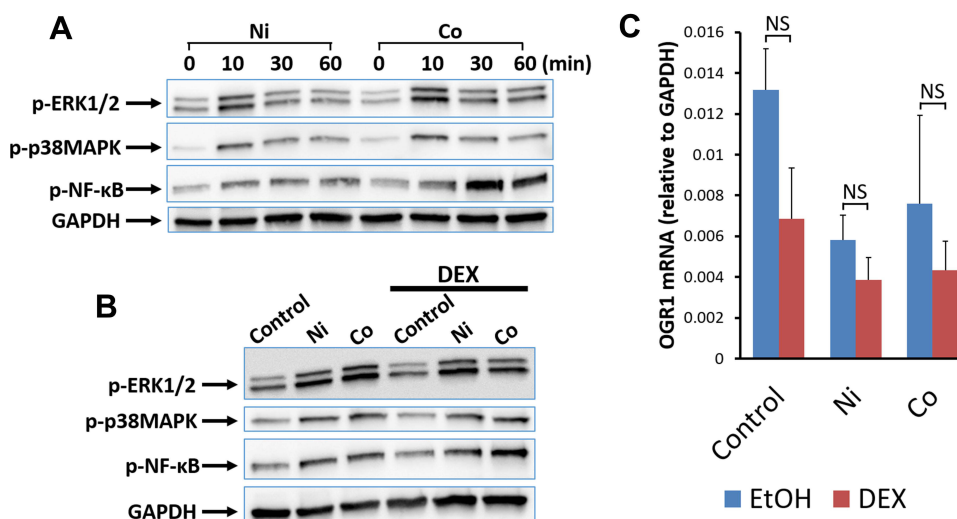 A
Ni Co
0 10 30 60 0 10 30 60 (min)
p-ERK1/2
p-p38MAPK
p-NF-κB
GAPDH
B
DEX
Control Ni Co Control Ni Co
p-ERK1/2
p-p38MAPK
p-NF-κB
GAPDH
C
OGR1 mRNA (relative to GAPDH)
0.016
0.014
0.012
0.01
0.008
0.006
0.004
0.002
0
NS
NS
NS
Control Ni Co
EtOH DEX